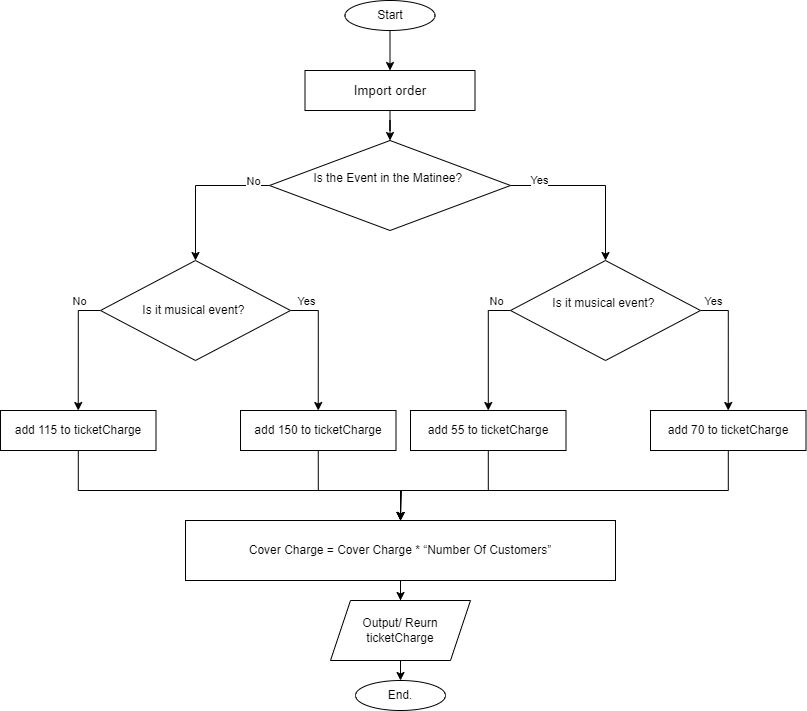 Start
Import order
Is the Event in the Matinee?
No
Yes
Is it musical event?
No
Yes
Is it musical event?
No
Yes
add 115 to ticketCharge
add 150 to ticketCharge
add 55 to ticketCharge
add 70 to ticketCharge
Cover Charge = Cover Charge * “Number Of Customers”
Output/ Reurn
ticketCharge
End.